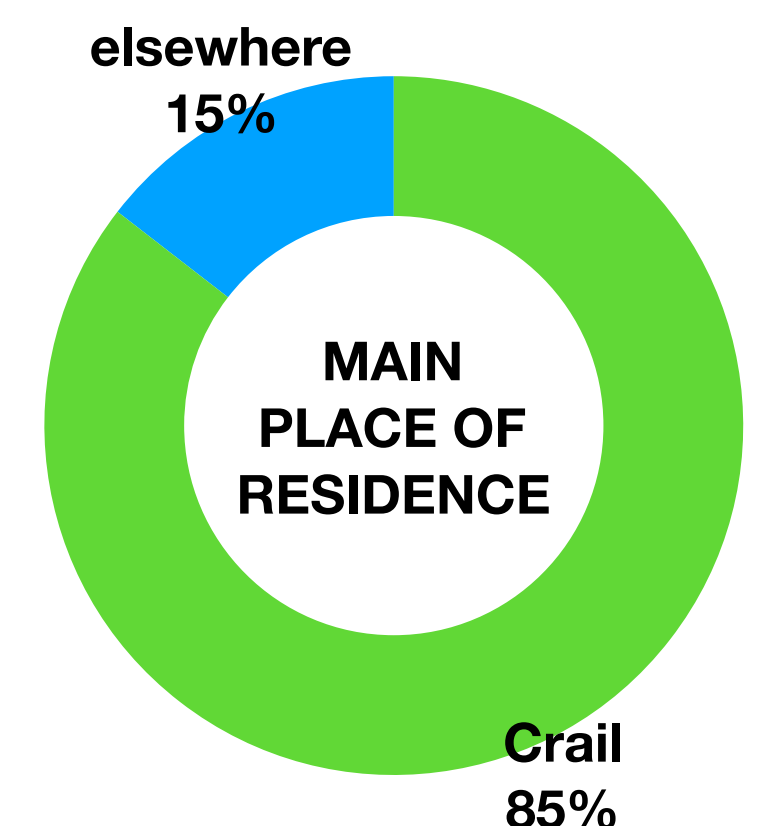 elsewhere
15%
MAIN
PLACE OF
RESIDENCE
Crail
85%